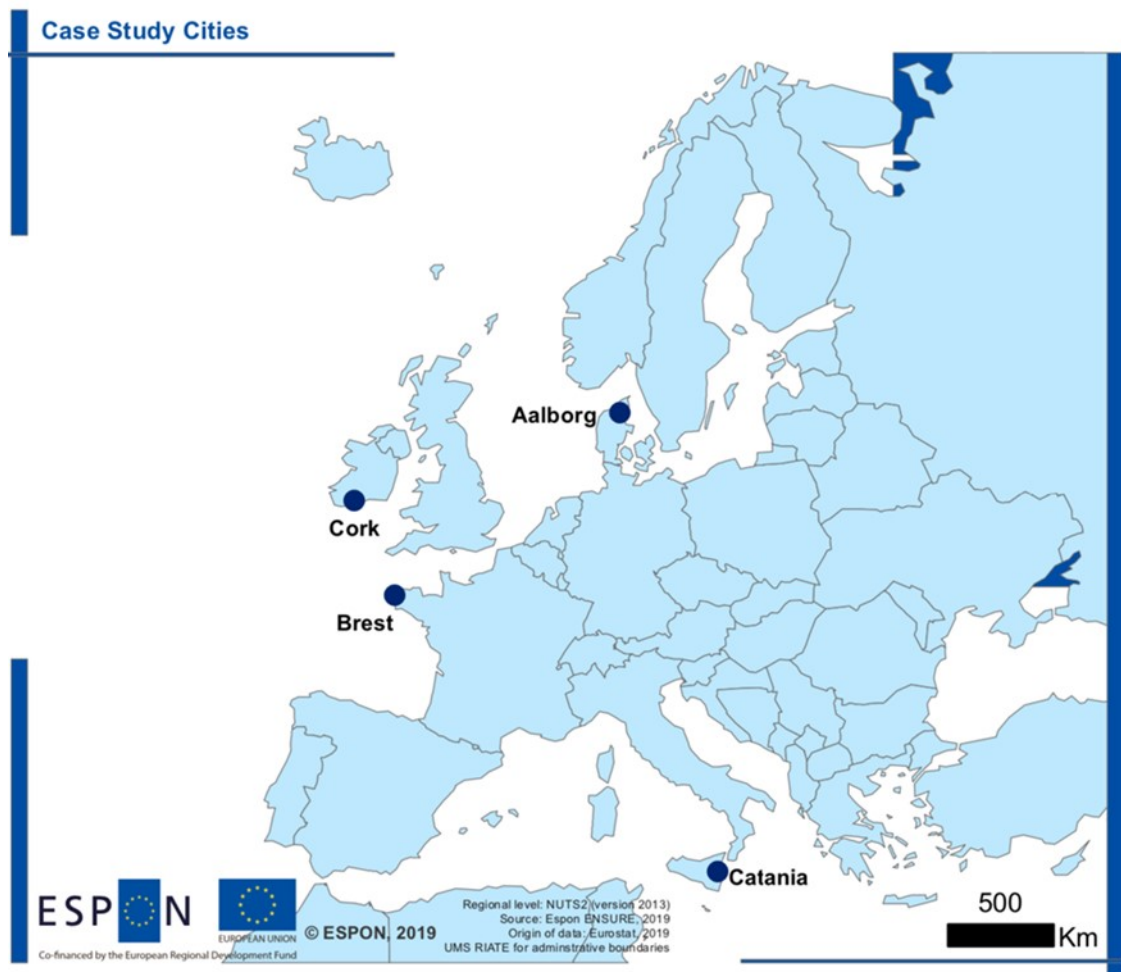 Case Study Cities
Aalborg
Cork
Brest
Catania
ESPON
EUROPEAN UNION
Co-financed by the European Regional Development Fund
© ESPON, 2019
Regional level: NUTS2 (version 2013)
Source: Espon ENSURE, 2019
Origin of data: Eurostat, 2019
UMS RIATE for adminstrative boundaries
500
Km